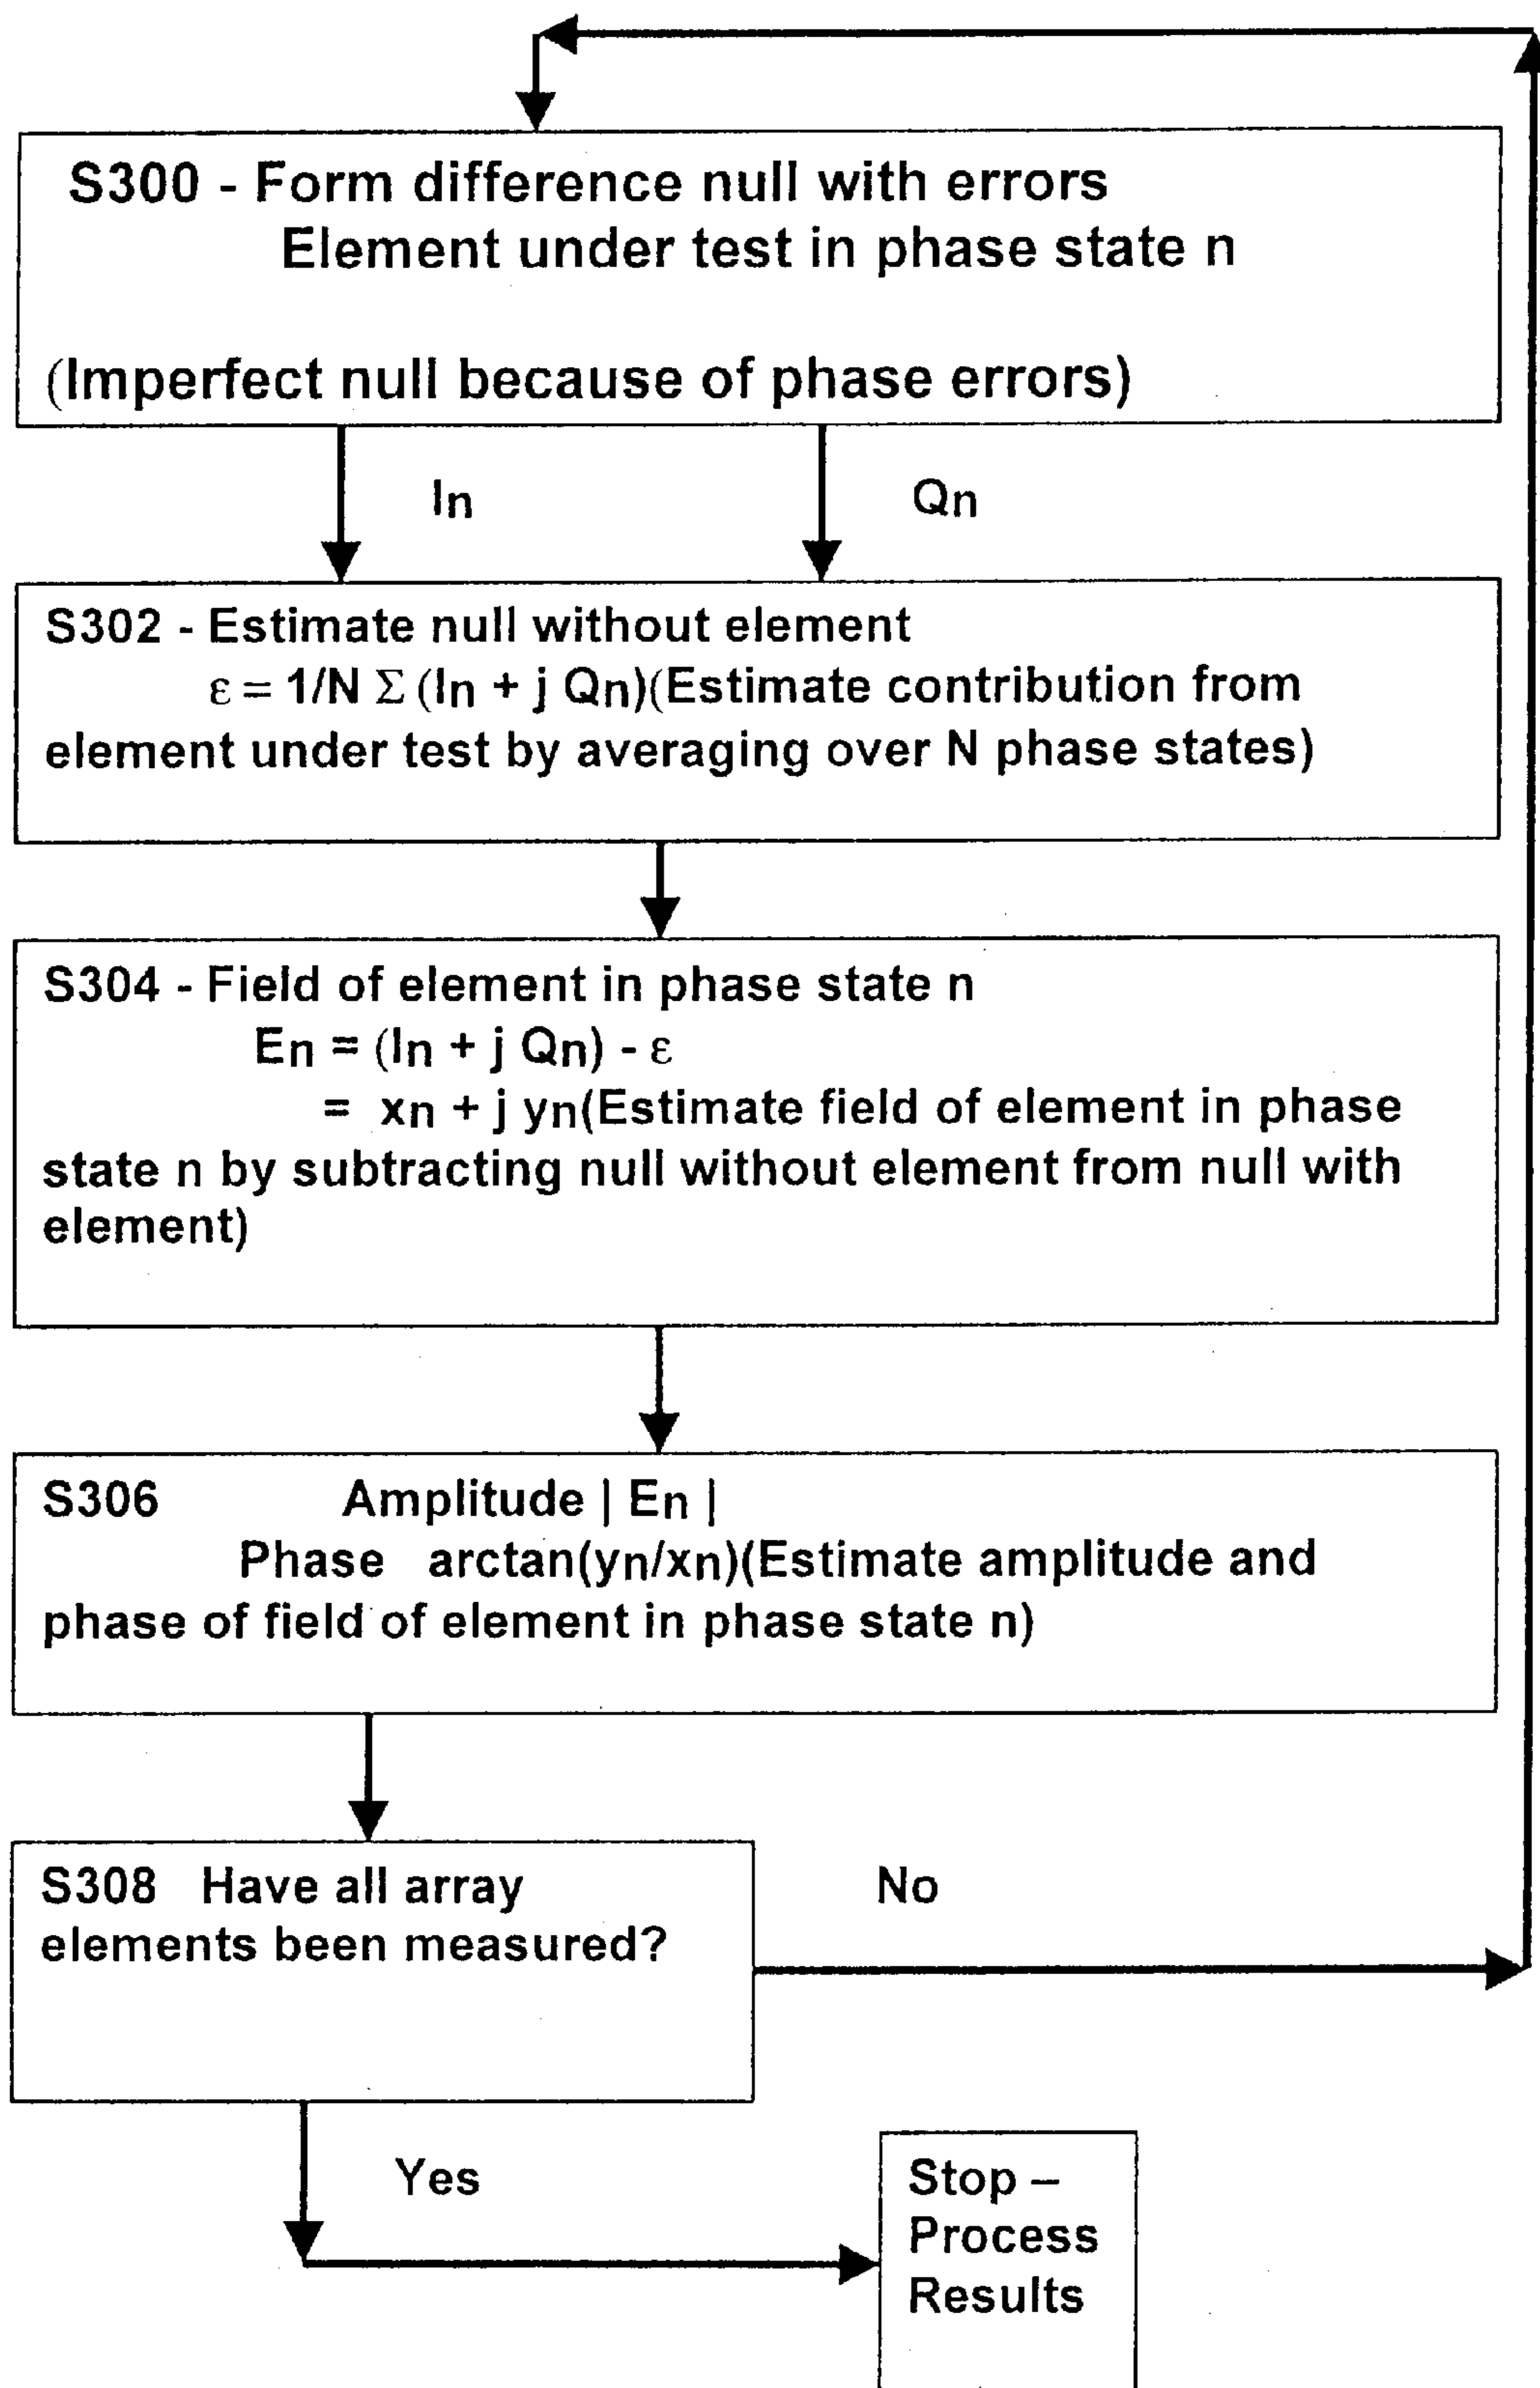 S300 - Form difference null with errors
Element under test in phase state n
(Imperfect null because of phase errors)
In
Qn
S302 - Estimate null without element
ε = 1/N Σ (In + j Qn)(Estimate contribution from
element under test by averaging over N phase states)
S304 - Field of element in phase state n
En = (In + j Qn) - ε
= xn + j yn(Estimate field of element in phase
state n by subtracting null without element from null with
element)
S306 Amplitude | En |
Phase arctan(yn/xn)(Estimate amplitude and
phase of field of element in phase state n)
S308 Have all array
elements been measured?
No
Yes
Stop –
Process
Results